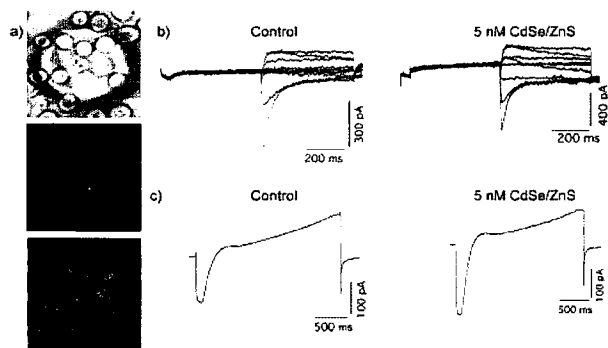 a)
b)
Control
5 nM CdSe/ZnS
300 pA
200 ms
400 pA
200 ms
c)
Control
5 nM CdSe/ZnS
100 pA
500 ms
100 pA
500 ms